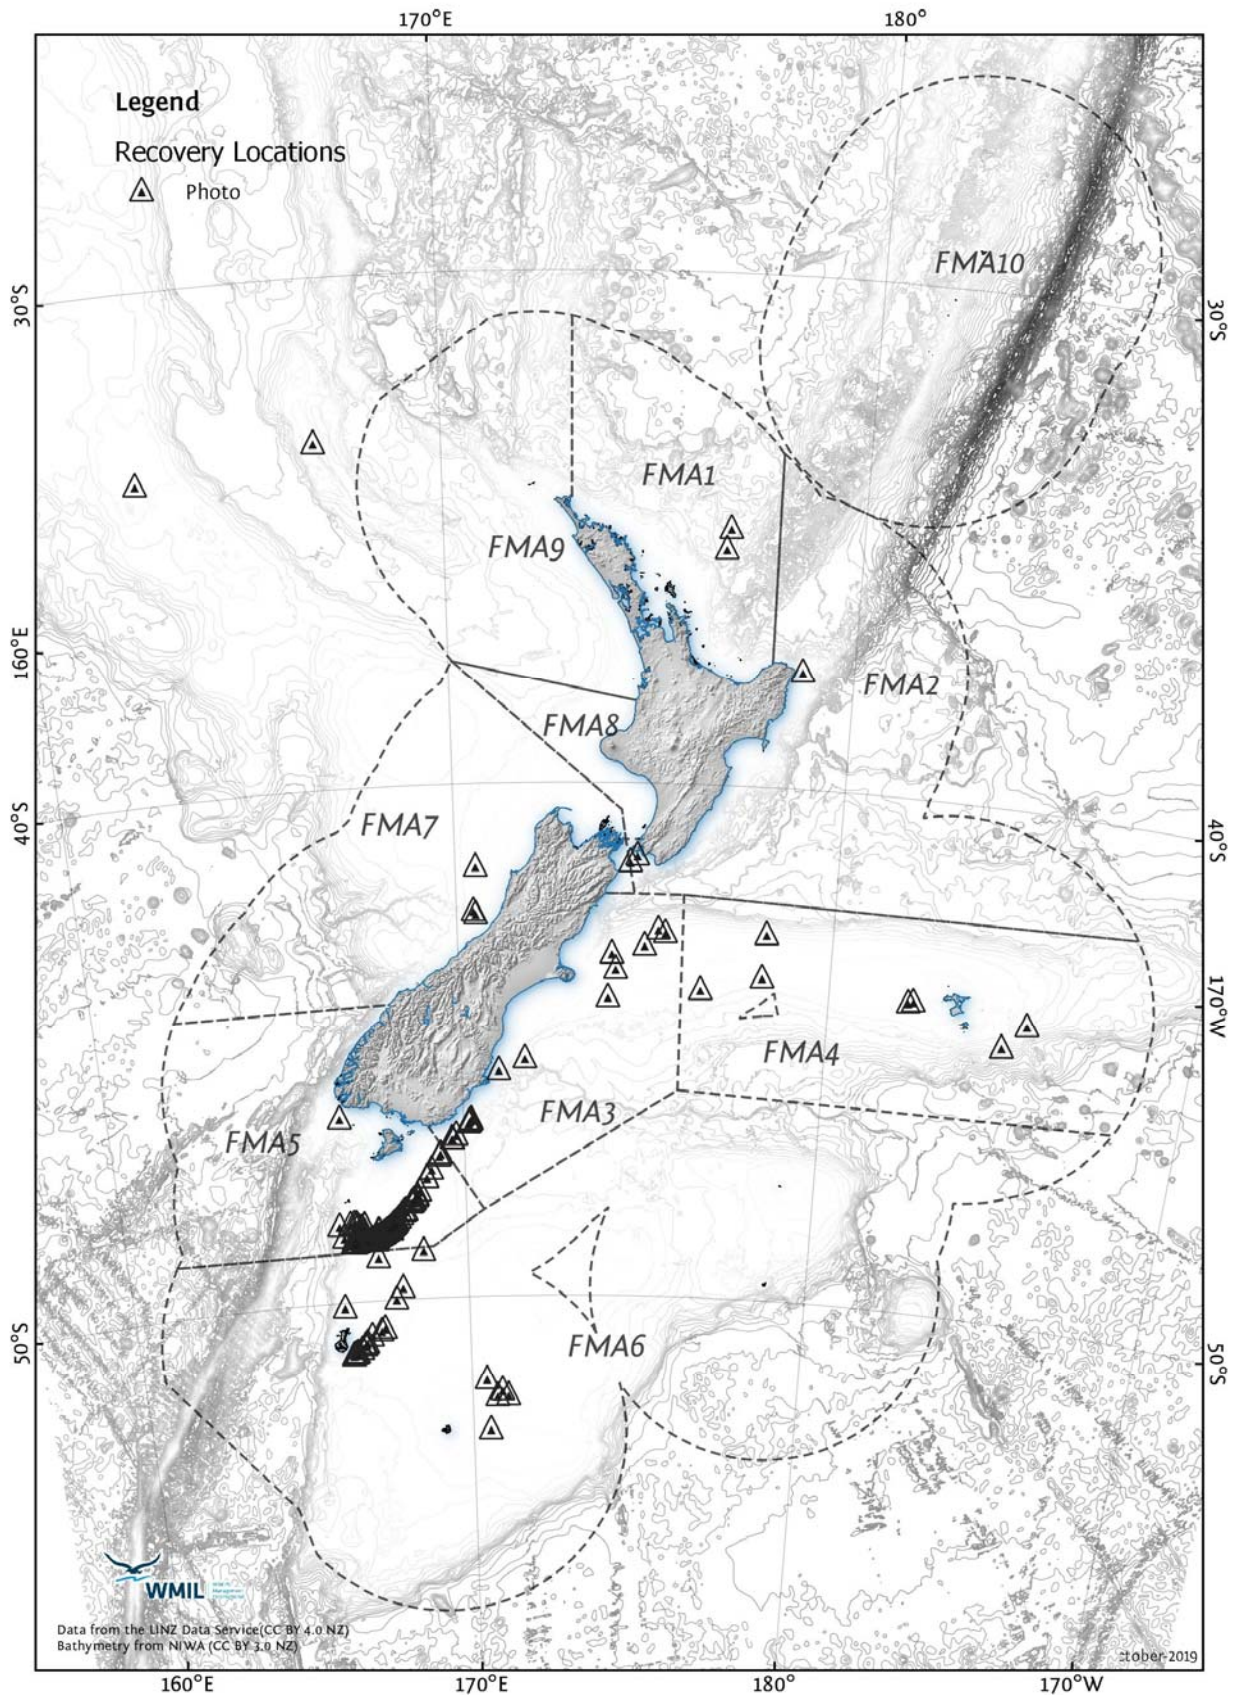 170°E 180°
Legend
Recovery Locations
Photo
FMA10
30°S 30°S
FMA1
FMA9
160°E
FMA2
FMA8
FMA7
40°S 40°S
170°W
FMA4
FMA3
FMA5
50°S 50°S
FMA6
WMIL
Data from the LINZ Data Service(CC BY 4.0 NZ)
Bathymetry from NIWA (CC BY 3.0 NZ)
tober-2019
160°E 170°E 180° 170°W